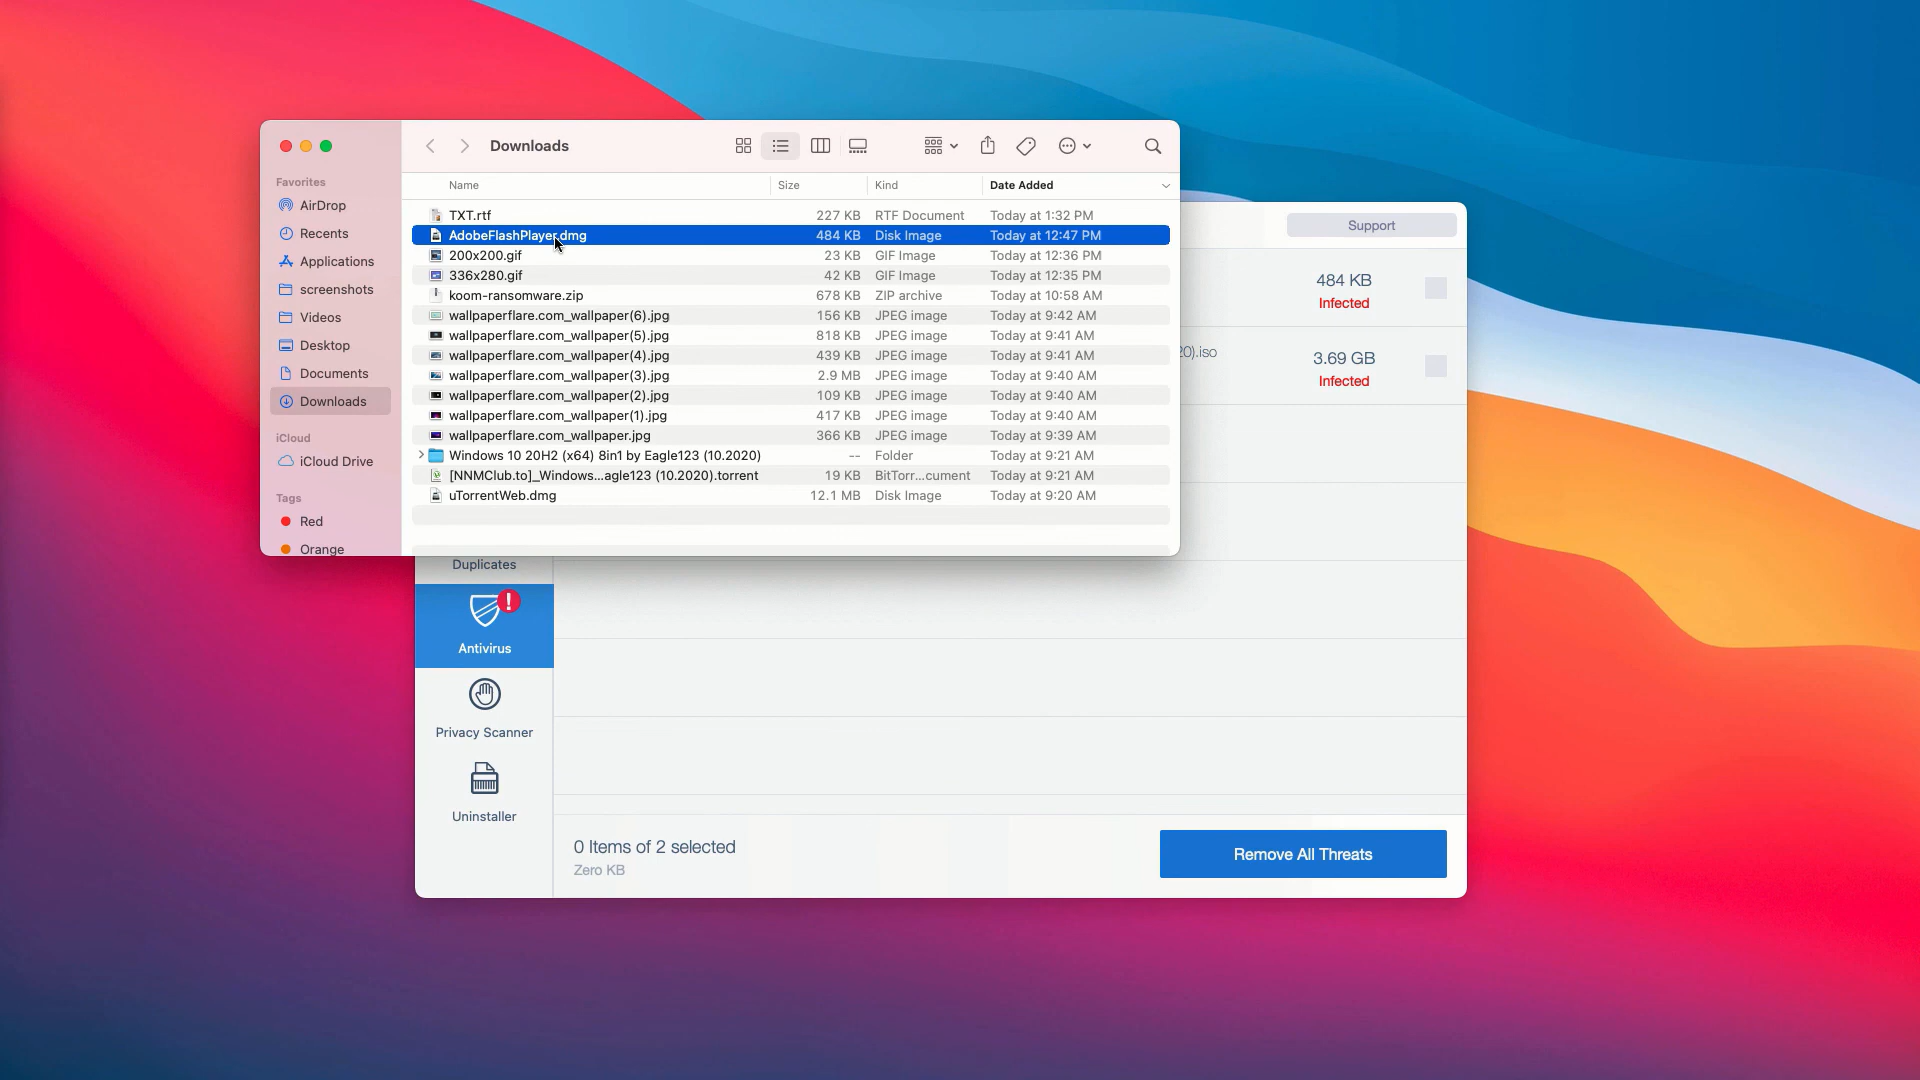 Downloads
Favorites
AirDrop
Recents
Applications
screenshots
Videos
Desktop
Documents
Downloads
iCloud
iCloud Drive
Tags
Red
Orange
Name Size Kind Date Added
TXT.rtf 227 KB RTF Document Today at 1:32 PM
AdobeFlashPlayer.dmg 484 KB Disk Image Today at 12:47 PM
200x200.gif 23 KB GIF Image Today at 12:36 PM
336x280.gif 42 KB GIF Image Today at 12:35 PM
koom-ransomware.zip 678 KB ZIP archive Today at 10:58 AM
wallpaperflare.com_wallpaper(6).jpg 156 KB JPEG image Today at 9:42 AM
wallpaperflare.com_wallpaper(5).jpg 818 KB JPEG image Today at 9:41 AM
wallpaperflare.com_wallpaper(4).jpg 439 KB JPEG image Today at 9:41 AM
wallpaperflare.com_wallpaper(3).jpg 2.9 MB JPEG image Today at 9:40 AM
wallpaperflare.com_wallpaper(2).jpg 109 KB JPEG image Today at 9:40 AM
wallpaperflare.com_wallpaper(1).jpg 417 KB JPEG image Today at 9:40 AM
wallpaperflare.com_wallpaper.jpg 366 KB JPEG image Today at 9:39 AM
Windows 10 20H2 (x64) 8in1 by Eagle123 (10.2020) -- Folder Today at 9:21 AM
[NNMClub.to]_Windows...agle123 (10.2020).torrent 19 KB BitTorr...cument Today at 9:21 AM
uTorrentWeb.dmg 12.1 MB Disk Image Today at 9:20 AM
Support
484 KB
Infected
20).iso
3.69 GB
Infected
Duplicates
!
Antivirus
Privacy Scanner
Uninstaller
0 Items of 2 selected
Zero KB
Remove All Threats